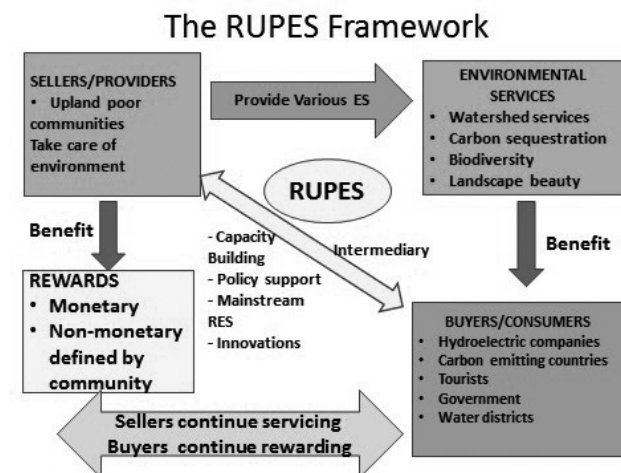 The RUPES Framework
SELLERS/PROVIDERS
• Upland poor
communities
Take care of
environment
Provide Various ES
ENVIRONMENTAL
SERVICES
• Watershed services
• Carbon sequestration
• Biodiversity
• Landscape beauty
RUPES
Benefit
- Capacity
Building
- Policy support
- Mainstream
RES
- Innovations
Intermediary
Benefit
REWARDS
• Monetary
• Non-monetary
defined by
community
BUYERS/CONSUMERS
• Hydroelectric companies
• Carbon emitting countries
• Tourists
• Government
• Water districts
Sellers continue servicing
Buyers continue rewarding